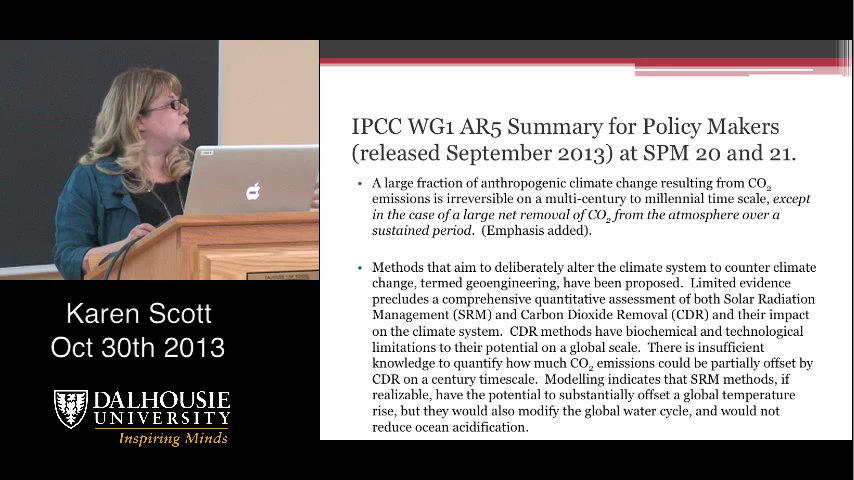 IPCC WG1 AR5 Summary for Policy Makers
(released September 2013) at SPM 20 and 21.
• A large fraction of anthropogenic climate change resulting from CO₂
emissions is irreversible on a multi-century to millennial time scale, except
in the case of a large net removal of CO₂ from the atmosphere over a
sustained period. (Emphasis added).
• Methods that aim to deliberately alter the climate system to counter climate
change, termed geoengineering, have been proposed. Limited evidence
precludes a comprehensive quantitative assessment of both Solar Radiation
Management (SRM) and Carbon Dioxide Removal (CDR) and their impact
on the climate system. CDR methods have biochemical and technological
limitations to their potential on a global scale. There is insufficient
knowledge to quantify how much CO₂ emissions could be partially offset by
CDR on a century timescale. Modelling indicates that SRM methods, if
realizable, have the potential to substantially offset a global temperature
rise, but they would also modify the global water cycle, and would not
reduce ocean acidification.
Karen Scott
Oct 30th 2013
DALHOUSIE
UNIVERSITY
Inspiring Minds